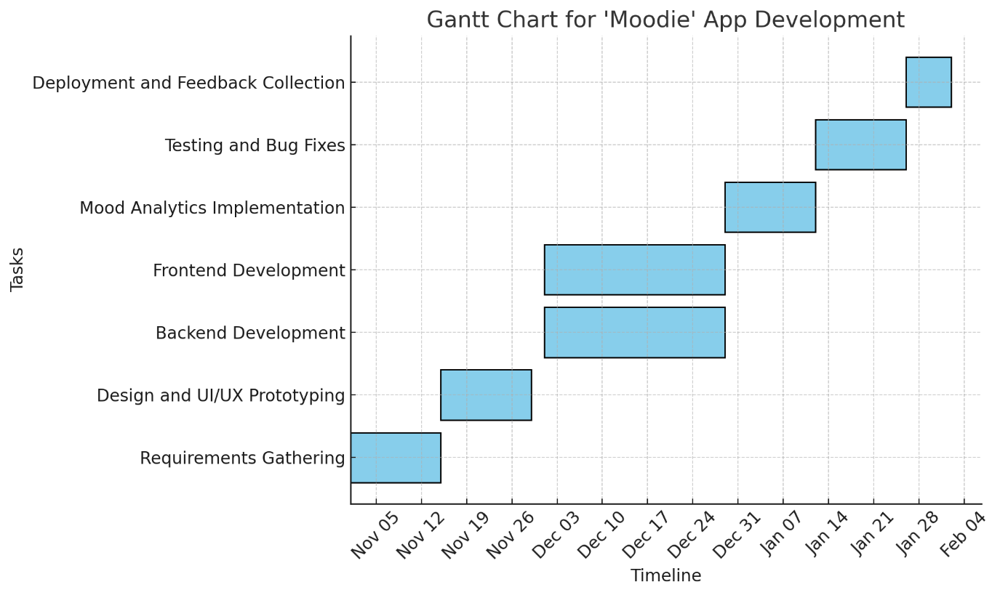 Gantt Chart for 'Moodie' App Development
Deployment and Feedback Collection
Testing and Bug Fixes
Mood Analytics Implementation
Frontend Development
Backend Development
Design and UI/UX Prototyping
Requirements Gathering
Tasks
Nov 05 Nov 12 Nov 19 Nov 26 Dec 03 Dec 10 Dec 17 Dec 24 Dec 31 Jan 07 Jan 14 Jan 21 Jan 28 Feb 04
Timeline